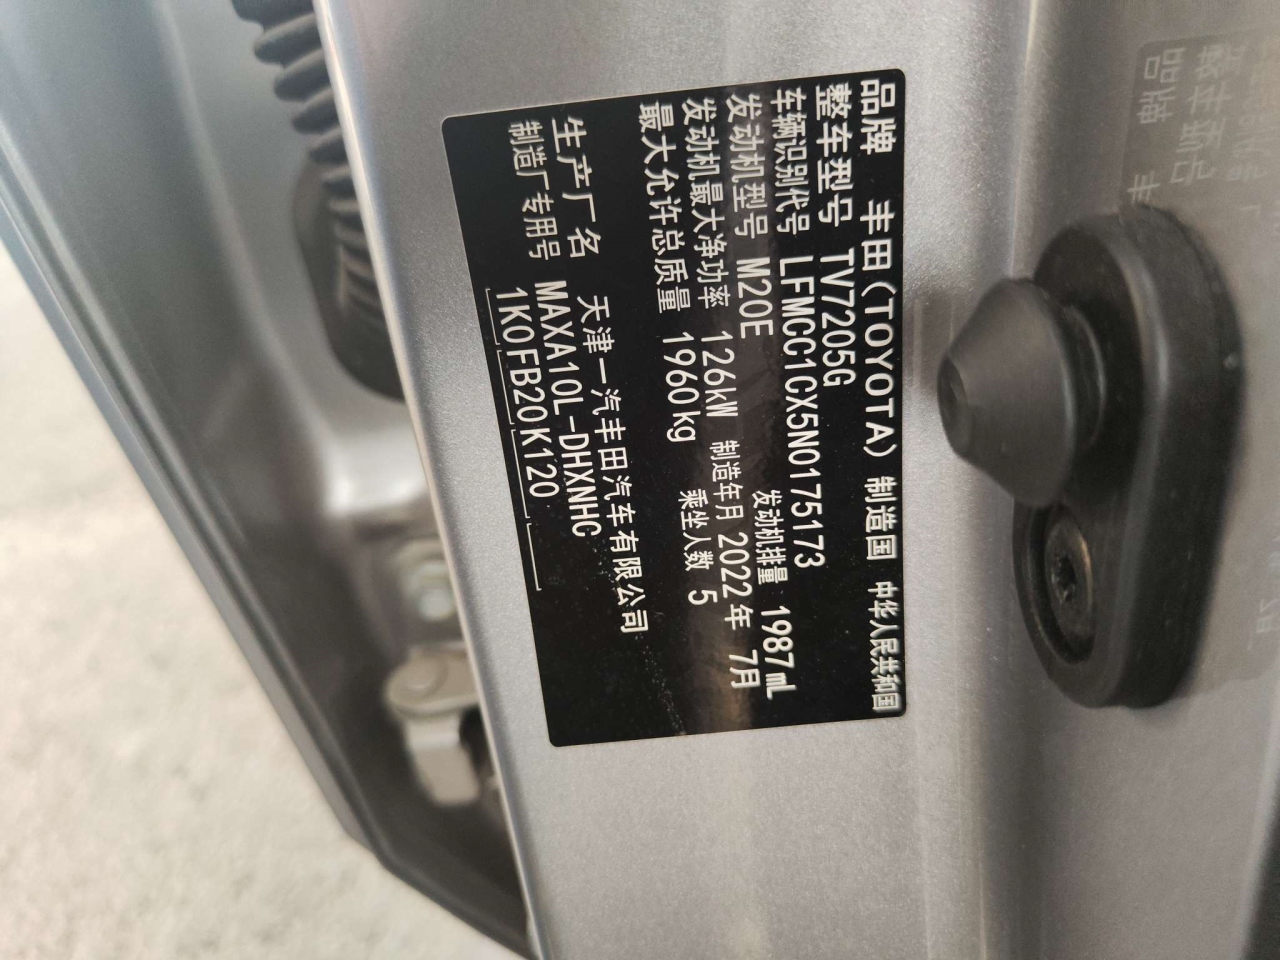 品牌 丰田(TOYOTA) 制造国 中华人民共和国
整车型号 TV7205G
车辆识别代号 LFMCC1CX5N0175173
发动机型号 M20E 发动机排量 1987mL
发动机最大净功率 126kW 制造年月 2022年 7月
最大允许总质量 1960kg 乘坐人数 5
生产厂名 天津一汽丰田汽车有限公司
制造厂专用号 MAXA10L-DHXNHC
1K0FB20K120